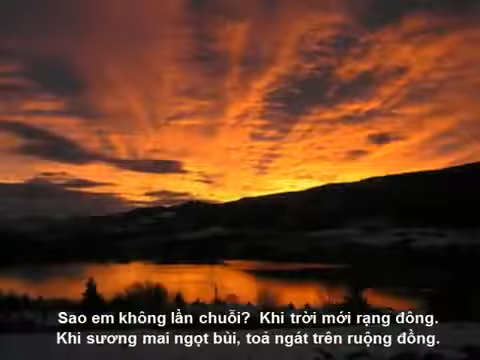 Sao em không lần chuỗi?  Khi trời mới rạng đông.
Khi sương mai ngọt bùi, toả ngát trên ruộng đồng.